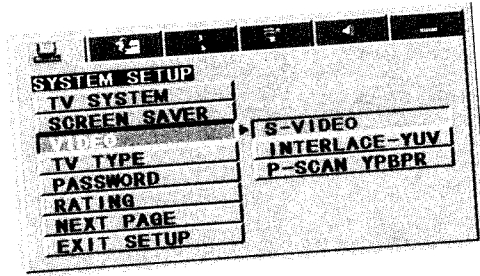 SYSTEM SETUP
TV SYSTEM
SCREEN SAVER
VIDEO
TV TYPE
PASSWORD
RATING
NEXT PAGE
EXIT SETUP
S-VIDEO
INTERLACE-YUV
P-SCAN YPBPR